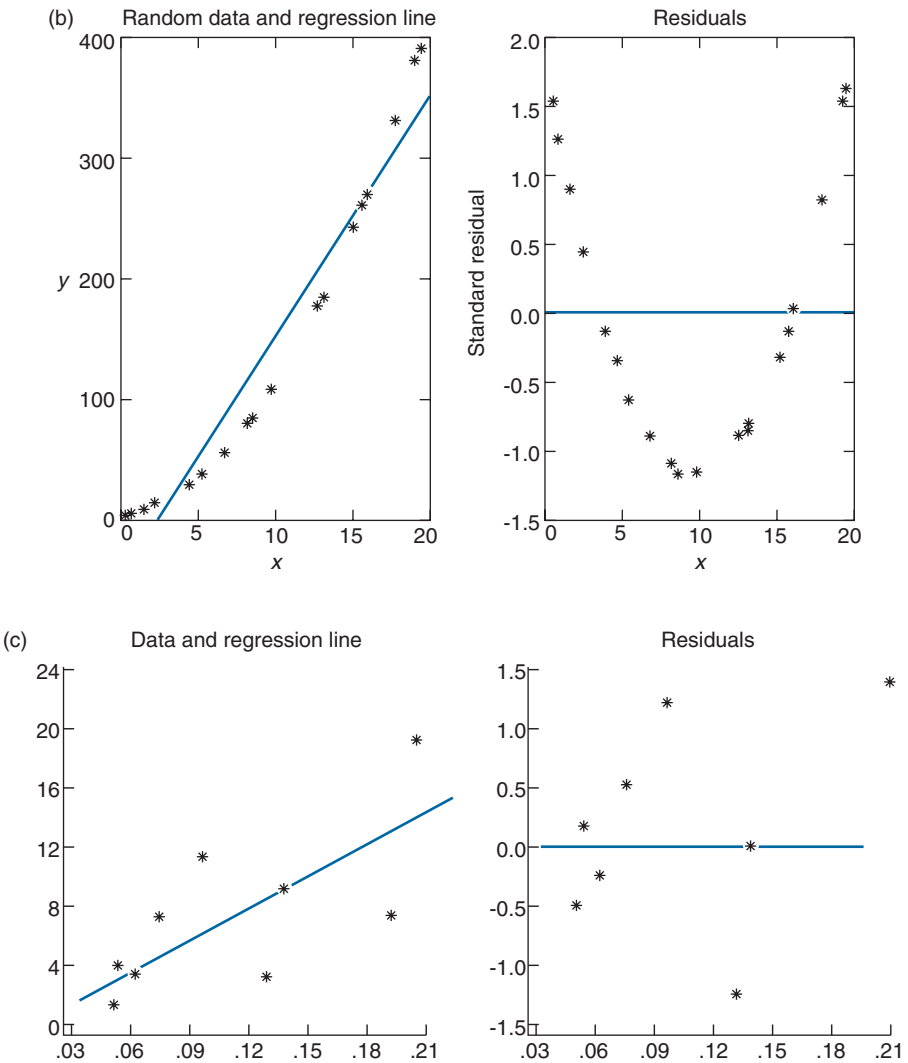 (b)
Random data and regression line
400
300
y
200
100
0
0 5 10 15 20
x
Residuals
2.0
1.5
1.0
0.5
Standard residual
0.0
-0.5
-1.0
-1.5
0 5 10 15 20
x
(c)
Data and regression line
24
20
16
12
8
4
0
.03 .06 .09 .12 .15 .18 .21
Residuals
1.5
1.0
0.5
0.0
-0.5
-1.0
-1.5
.03 .06 .09 .12 .15 .18 .21